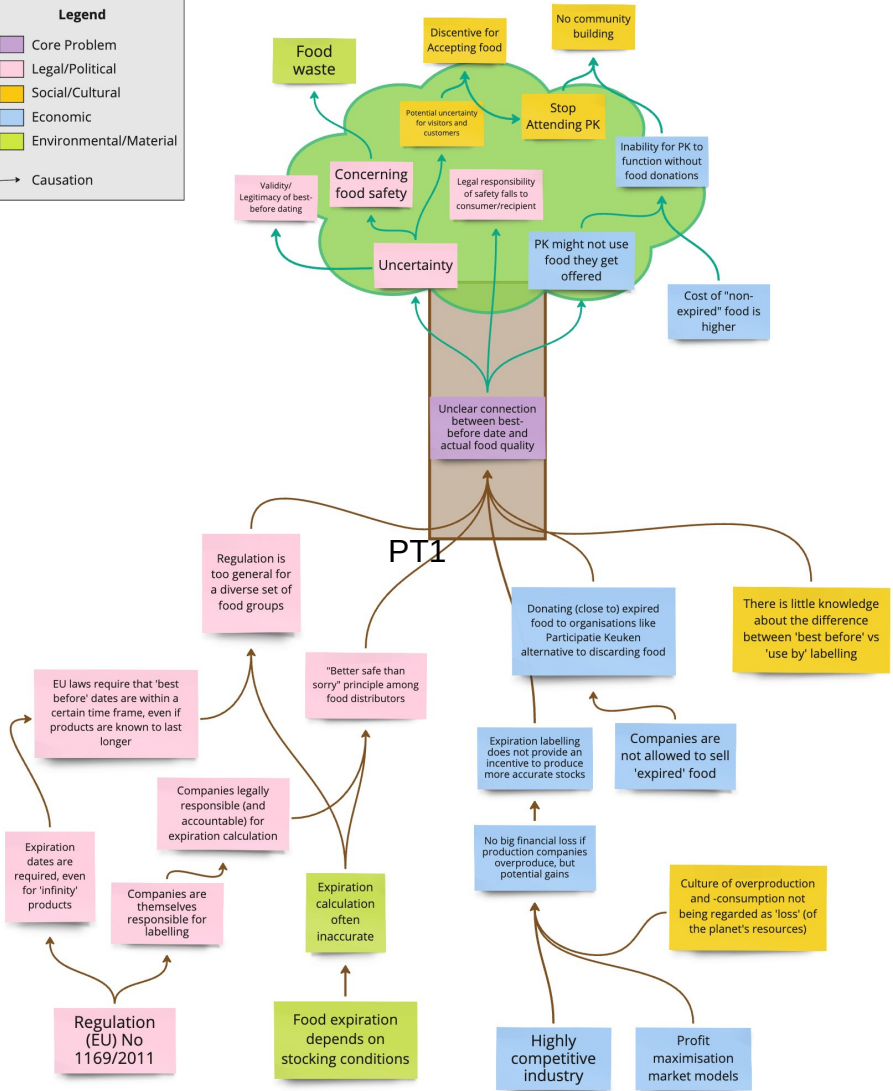 Legend
Core Problem
Legal/Political
Social/Cultural
Economic
Environmental/Material
Causation
No community
building
Discentive for
Accepting food
Food
waste
Potential uncertainty
for visitors and
customers
Stop
Attending PK
Inability for PK to
function without
food donations
Concerning
food safety
Validity/
Legitimacy of best-
before dating
Legal responsibility
of safety falls to
consumer/recipient
Uncertainty
PK might not use
food they get
offered
Cost of "non-
expired" food is
higher
Unclear connection
between best-
before date and
actual food quality
PT1
Regulation is
too general for
a diverse set of
food groups
Donating (close to) expired
food to organisations like
Participatie Keuken
alternative to discarding food
There is little knowledge
about the difference
between 'best before' vs
'use by' labelling
"Better safe than
sorry" principle among
food distributors
EU laws require that 'best
before' dates are within a
certain time frame, even if
products are known to last
longer
Expiration labelling
does not provide an
incentive to produce
more accurate stocks
Companies are
not allowed to sell
'expired' food
Companies legally
responsible (and
accountable) for
expiration calculation
Expiration
dates are
required, even
for 'infinity'
products
No big financial loss if
production companies
overproduce, but
potential gains
Companies are
themselves
responsible for
labelling
Expiration
calculation
often
inaccurate
Culture of overproduction
and -consumption not
being regarded as 'loss' (of
the planet's resources)
Regulation
(EU) No
1169/2011
Food expiration
depends on
stocking conditions
Highly
competitive
industry
Profit
maximisation
market models